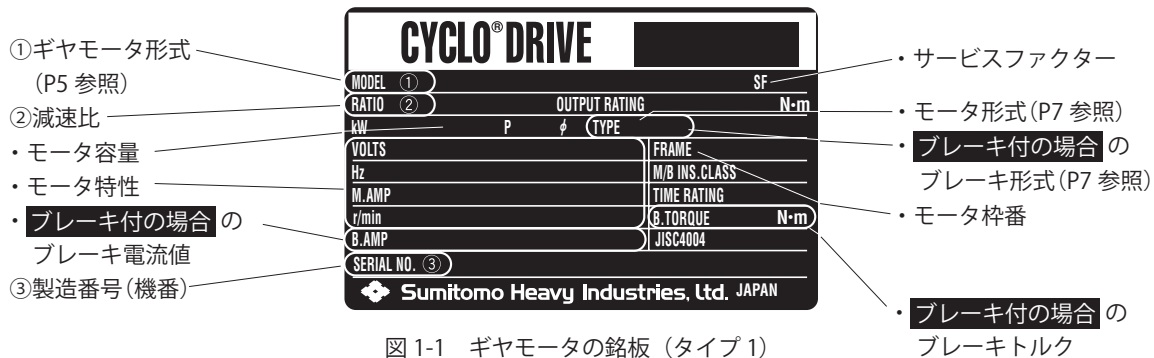 ①ギヤモータ形式
(P5 参照)
②減速比
・モータ容量
・モータ特性
・ブレーキ付の場合 の
ブレーキ電流値
③製造番号(機番)
CYCLO® DRIVE
MODEL ①
SF
RATIO ②
OUTPUT RATING
N·m
kW
P
ϕ
TYPE
VOLTS
FRAME
Hz
M/B INS.CLASS
M.AMP
TIME RATING
r/min
B.TORQUE
N·m
B.AMP
JISC4004
SERIAL NO. ③
Sumitomo Heavy Industries, Ltd. JAPAN
・サービスファクター
・モータ形式(P7 参照)
・ブレーキ付の場合 の
ブレーキ形式(P7 参照)
・モータ枠番
・ブレーキ付の場合 の
ブレーキトルク
図 1-1 ギヤモータの銘板(タイプ 1)